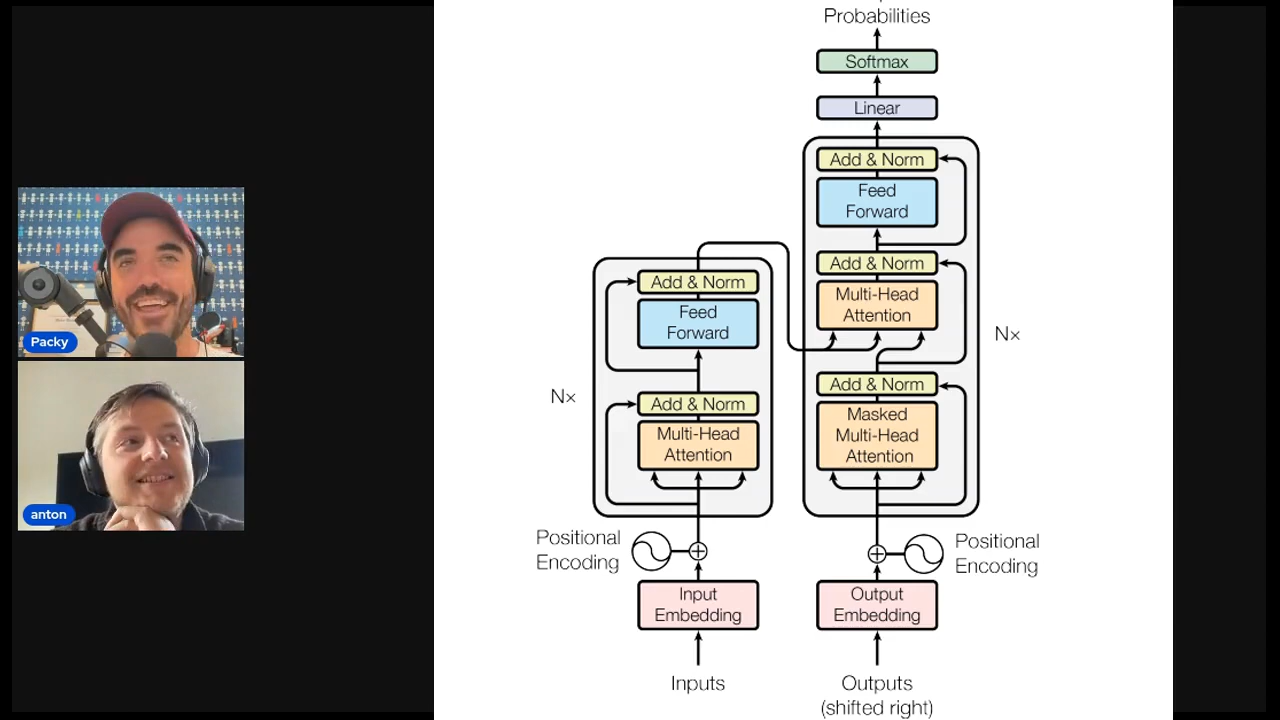 Probabilities
Softmax
Linear
Add & Norm
Feed
Forward
Add & Norm
Multi-Head
Attention
Add & Norm
Masked
Multi-Head
Attention
Nx
Add & Norm
Feed
Forward
Add & Norm
Multi-Head
Attention
Nx
Positional
Encoding
Positional
Encoding
Input
Embedding
Output
Embedding
Inputs
Outputs
(shifted right)
Packy
anton